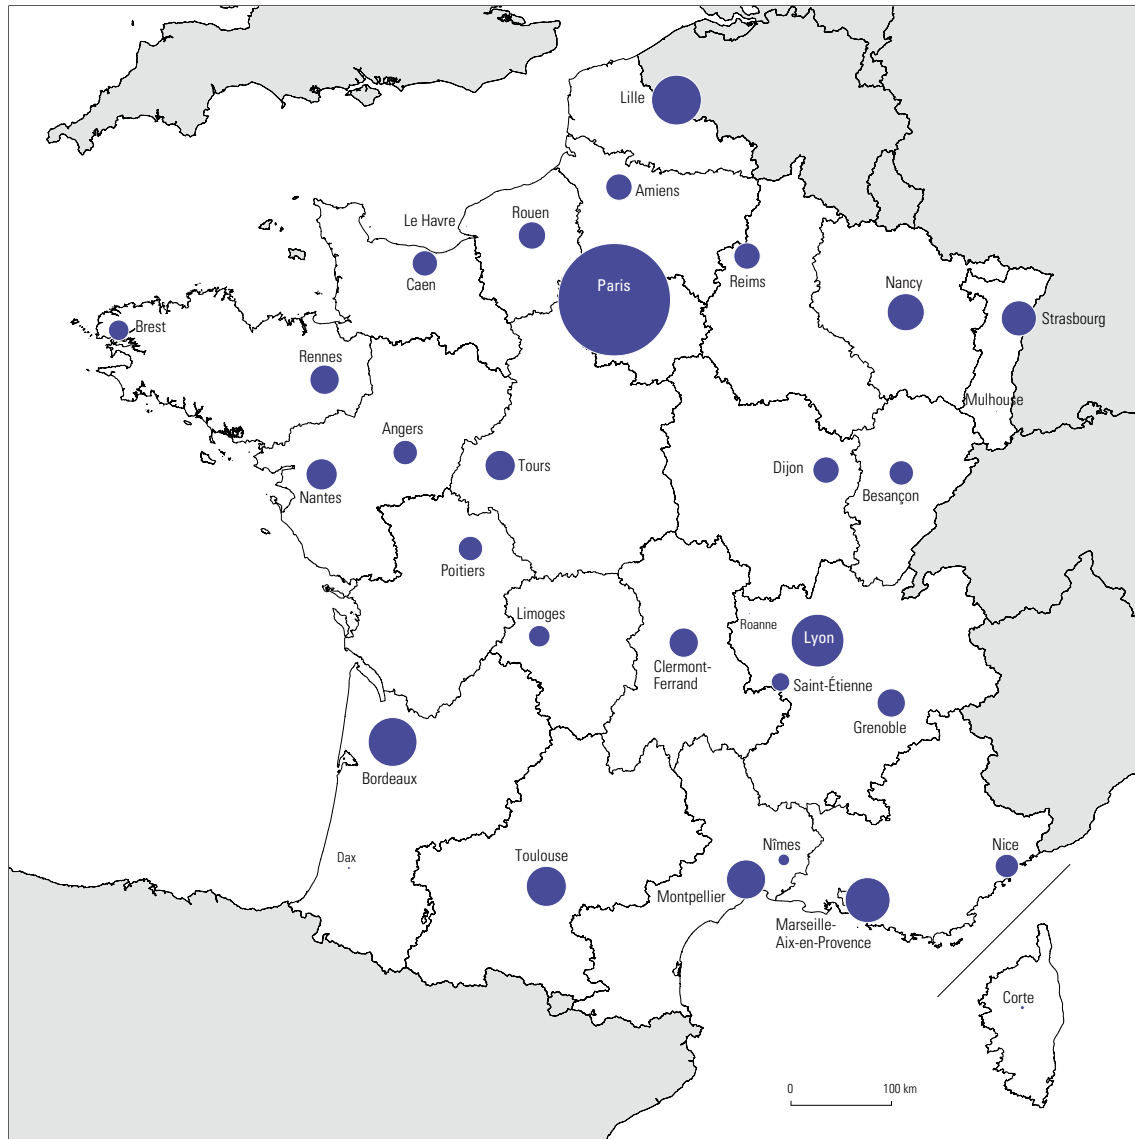 Lille
Amiens
Rouen
Le Havre
Caen
Paris
Reims
Nancy
Strasbourg
Brest
Rennes
Mulhouse
Angers
Tours
Dijon
Besançon
Nantes
Poitiers
Limoges
Roanne
Lyon
Clermont-
Ferrand
Saint-Étienne
Grenoble
Bordeaux
Dax
Toulouse
Nîmes
Nice
Montpellier
Marseille-
Aix-en-Provence
Corte
0 100 km